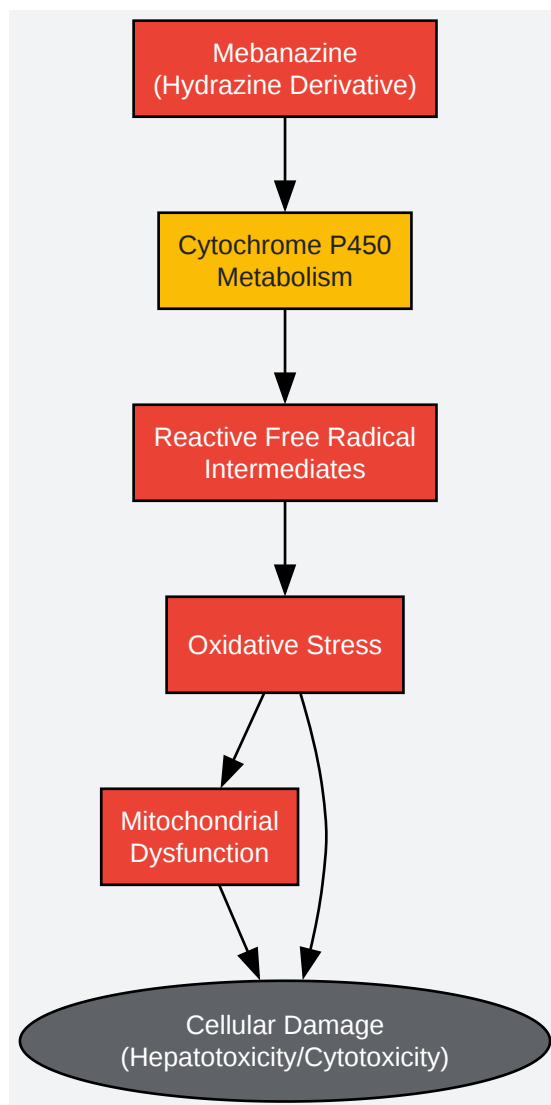 Mebanazine
(Hydrazine Derivative)
Cytochrome P450
Metabolism
Reactive Free Radical
Intermediates
Oxidative Stress
Mitochondrial
Dysfunction
Cellular Damage
(Hepatotoxicity/Cytotoxicity)